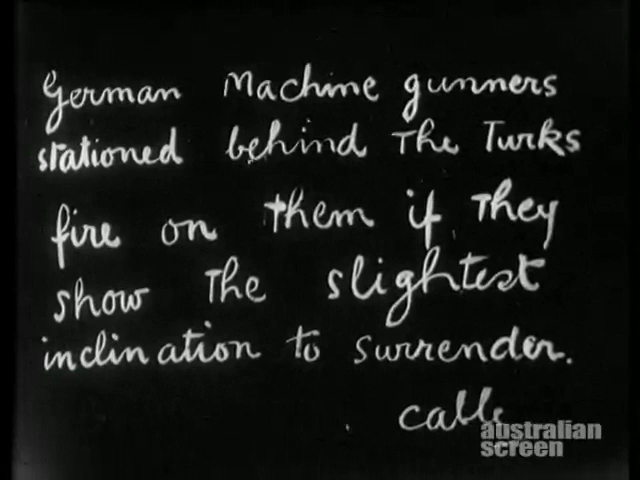 German Machine gunners
stationed behind The Turks
fire on them if They
show The slightest
inclination to surrender.
australian
screen